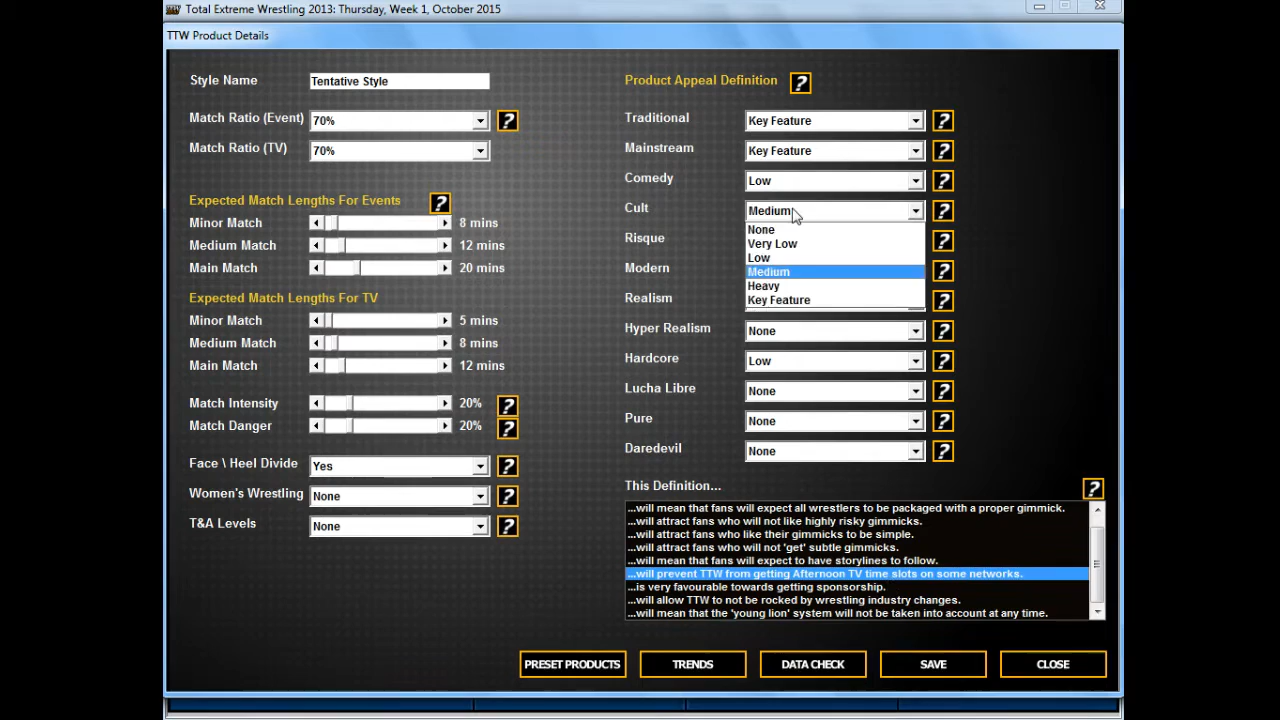 Total Extreme Wrestling 2013: Thursday, Week 1, October 2015
TTW Product Details
Style Name
Tentative Style
Match Ratio (Event)
70%
?
Match Ratio (TV)
70%
Expected Match Lengths For Events
?
Minor Match
8 mins
Medium Match
12 mins
Main Match
20 mins
Expected Match Lengths For TV
Minor Match
5 mins
Medium Match
8 mins
Main Match
12 mins
Match Intensity
20%
?
Match Danger
20%
?
Face \ Heel Divide
Yes
?
Women's Wrestling
None
?
T&A Levels
None
?
Product Appeal Definition
?
Traditional
Key Feature
?
Mainstream
Key Feature
?
Comedy
Low
?
Cult
Medium
?
None
Very Low
Low
Medium
Heavy
Key Feature
Risque
?
Modern
?
Realism
?
Hyper Realism
None
?
Hardcore
Low
?
Lucha Libre
None
?
Pure
None
?
Daredevil
None
?
This Definition...
?
...will mean that fans will expect all wrestlers to be packaged with a proper gimmick.
...will attract fans who will not like highly risky gimmicks.
...will attract fans who like their gimmicks to be simple.
...will attract fans who will not 'get' subtle gimmicks.
...will mean that fans will expect to have storylines to follow.
...will prevent TTW from getting Afternoon TV time slots on some networks.
...is very favourable towards getting sponsorship.
...will allow TTW to not be rocked by wrestling industry changes.
...will mean that the 'young lion' system will not be taken into account at any time.
PRESET PRODUCTS
TRENDS
DATA CHECK
SAVE
CLOSE